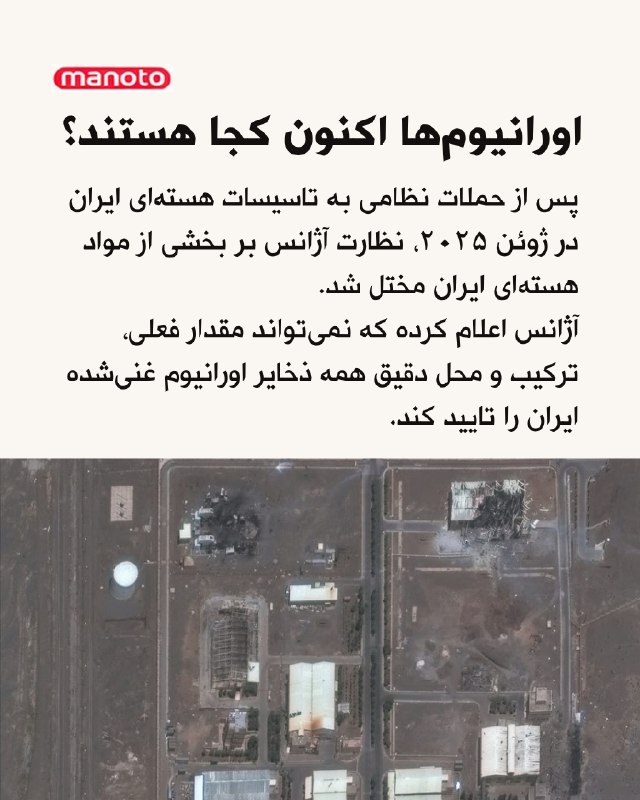 manoto
اورانیوم‌ها اکنون کجا هستند؟
پس از حملات نظامی به تاسیسات هسته‌ای ایران
در ژوئن ۲۰۲۵، نظارت آژانس بر بخشی از مواد
هسته‌ای ایران مختل شد.
آژانس اعلام کرده که نمی‌تواند مقدار فعلی،
ترکیب و محل دقیق همه ذخایر اورانیوم غنی‌شده
ایران را تایید کند.